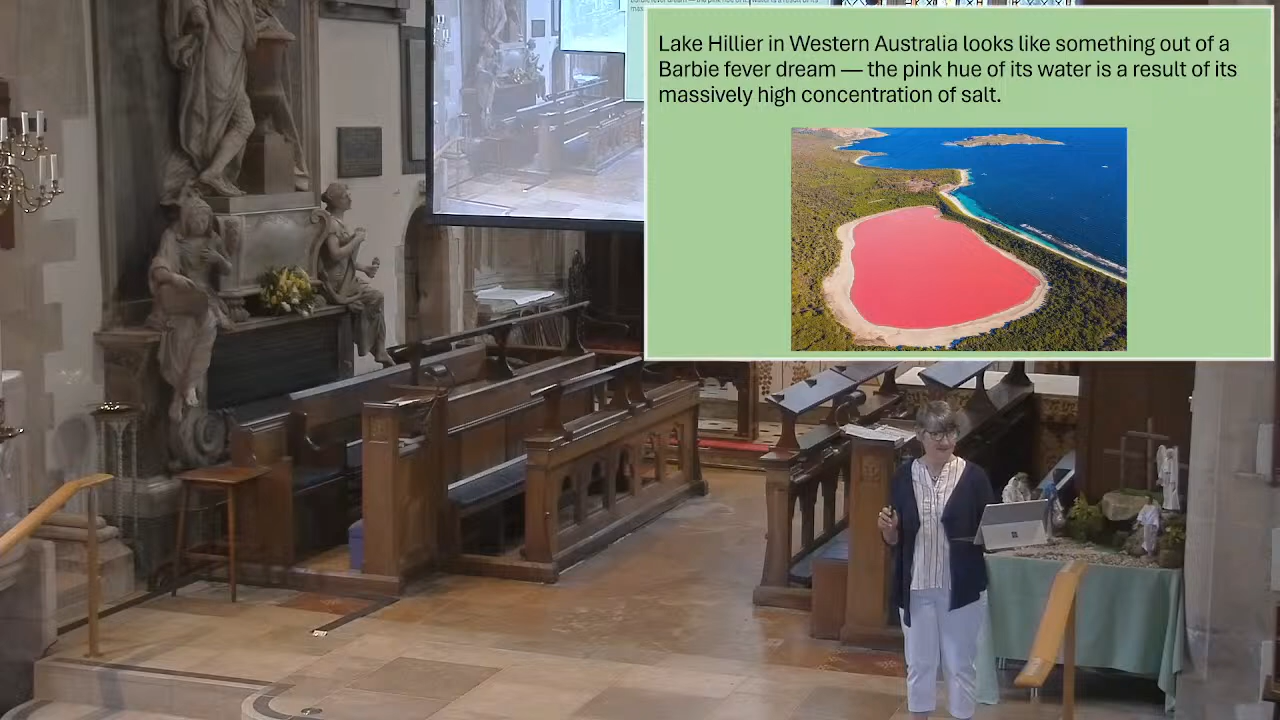 Lake Hillier in Western Australia looks like something out of a
Barbie fever dream — the pink hue of its water is a result of its
massively high concentration of salt.